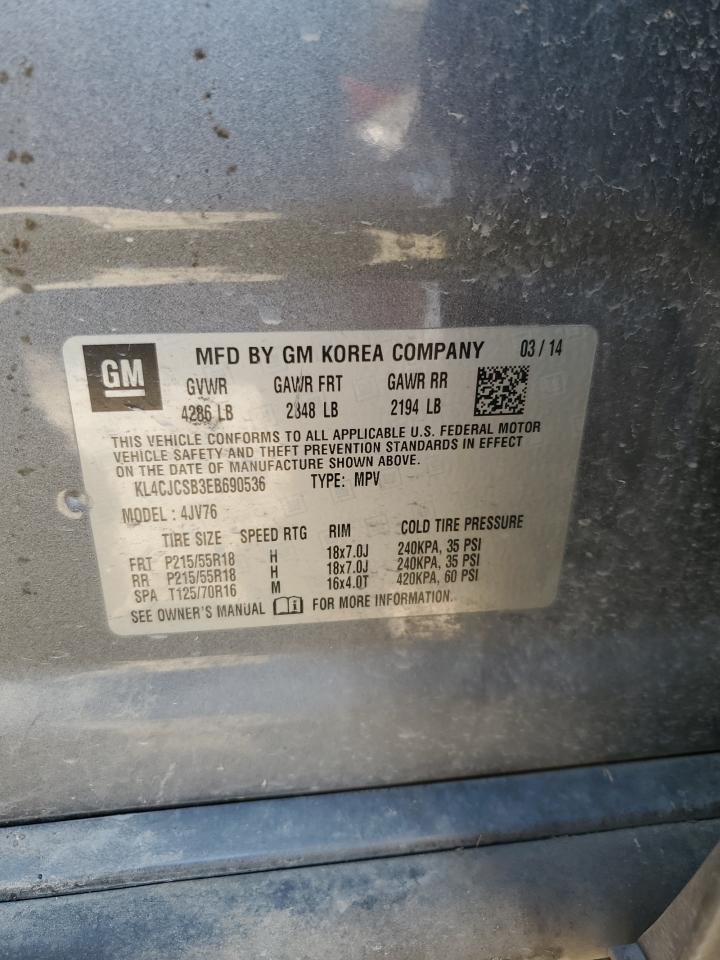 GM
MFD BY GM KOREA COMPANY 03/14
GVWR GAWR FRT GAWR RR
4286 LB 2348 LB 2194 LB
THIS VEHICLE CONFORMS TO ALL APPLICABLE U.S. FEDERAL MOTOR
VEHICLE SAFETY AND THEFT PREVENTION STANDARDS IN EFFECT
ON THE DATE OF MANUFACTURE SHOWN ABOVE.
KL4CJCSB3EB690536 TYPE: MPV
MODEL: 4JV76
TIRE SIZE SPEED RTG RIM COLD TIRE PRESSURE
FRT P215/55R18 H 18x7.0J 240KPA, 35 PSI
RR P215/55R18 H 18x7.0J 240KPA, 35 PSI
SPA T125/70R16 M 16x4.0T 420KPA, 60 PSI
SEE OWNER'S MANUAL FOR MORE INFORMATION.